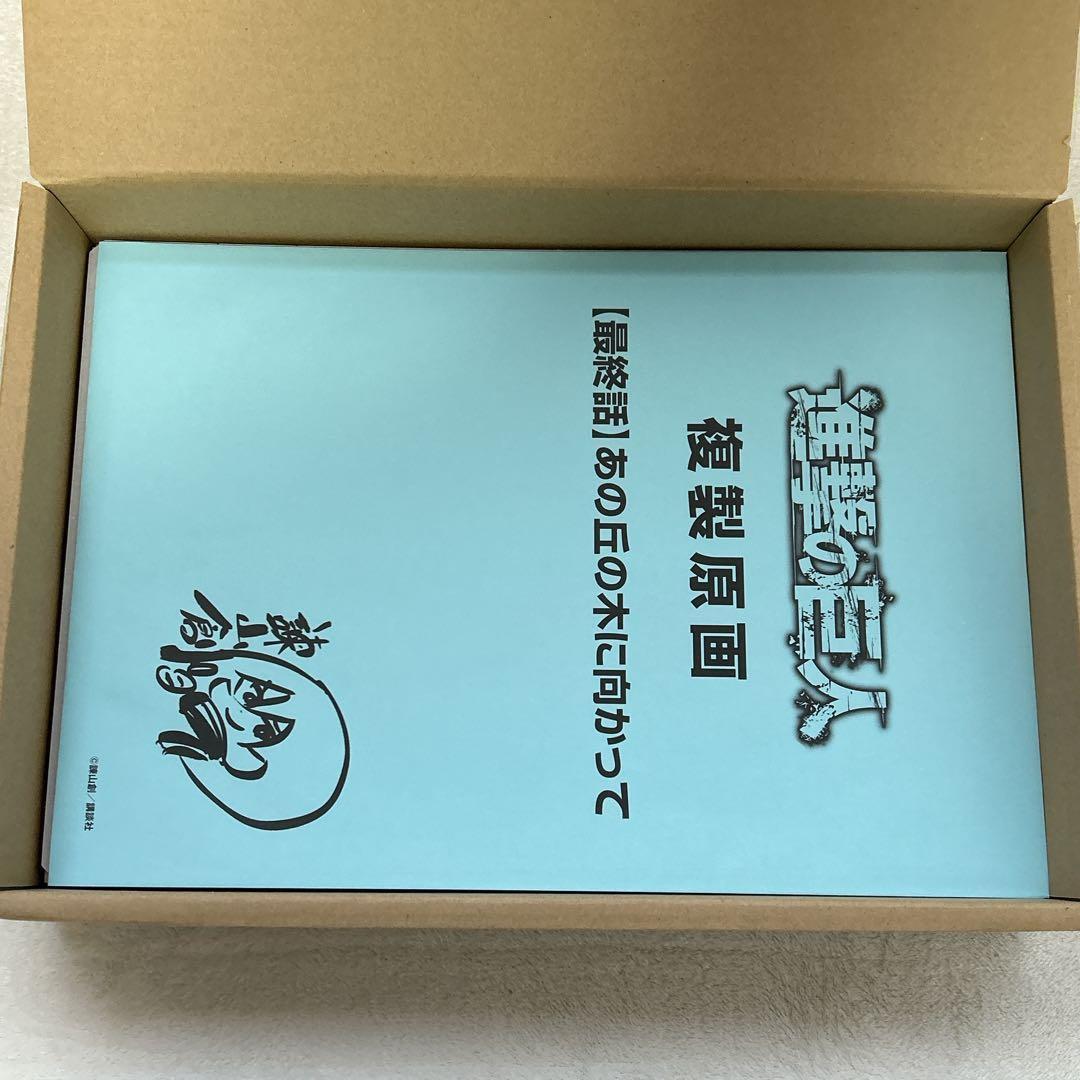 進撃の巨人
複製原画
【最終話】あの丘の木に向かって
諫山創
©諫山創／講談社